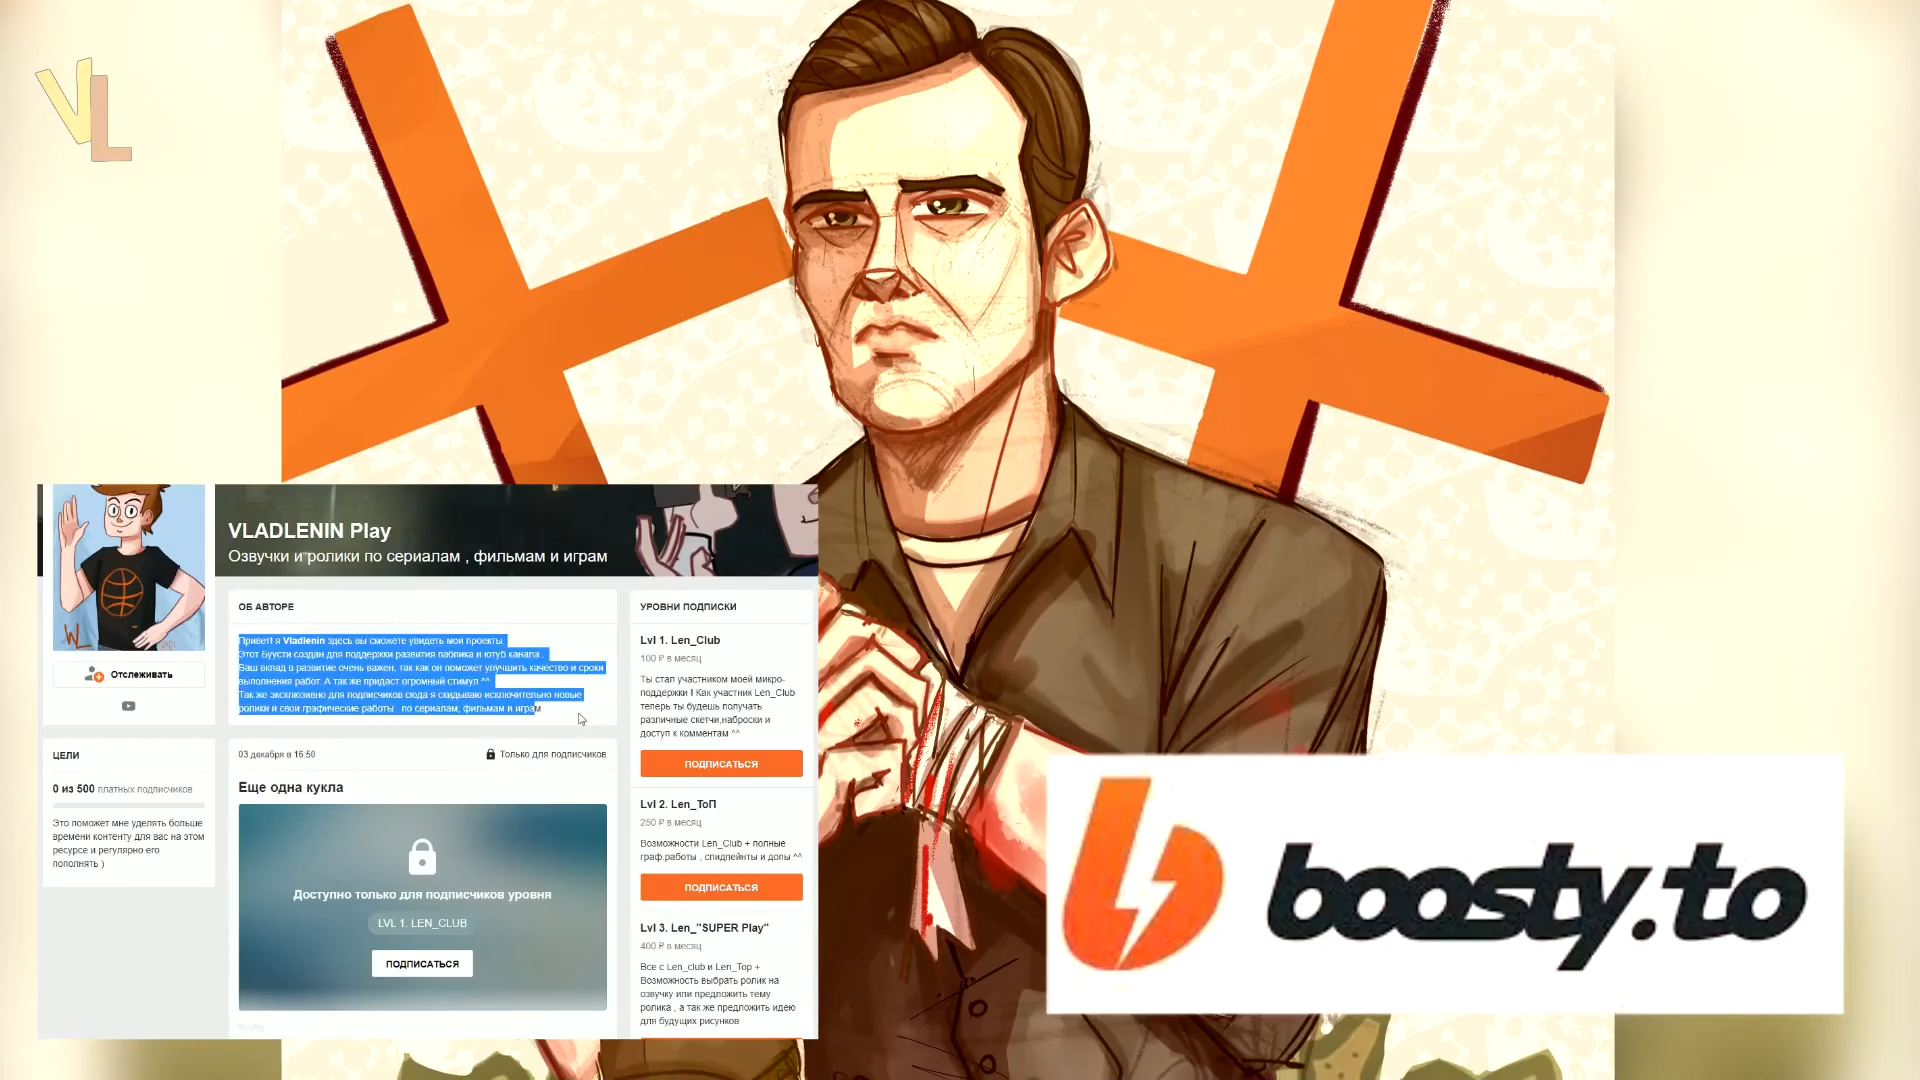 VL
VLADLENIN Play
Озвучки и ролики по сериалам , фильмам и играм
Отслеживать
ЦЕЛИ
0 из 500 платных подписчиков
Это поможет мне уделять больше
времени контенту для вас на этом
ресурсе и регулярно его
пополнять )
ОБ АВТОРЕ
Привет! я Vladlenin здесь вы сможете увидеть мои проекты.
Этот Буусти создан для поддержки развития паблика и ютуб канала .
Ваш вклад в развитие очень важен, так как он поможет улучшить качество и сроки
выполнения работ. А так же придаст огромный стимул ^^
Так же эксклюзивно для подписчиков сюда я скидываю исключительно новые
ролики и свои графические работы по сериалам, фильмам и играм
03 декабря в 16:50
Только для подписчиков
Еще одна кукла
Доступно только для подписчиков уровня
LVL 1. LEN_CLUB
ПОДПИСАТЬСЯ
УРОВНИ ПОДПИСКИ
Lvl 1. Len_Club
100 ₽ в месяц
Ты стал участником моей микро-
поддержки ! Как участник Len_Club
теперь ты будешь получать
различные скетчи,наброски и
доступ к комментам ^^
ПОДПИСАТЬСЯ
Lvl 2. Len_ТоП
250 ₽ в месяц
Возможности Len_Club + полные
граф.работы , спидпейнты и допы ^^
ПОДПИСАТЬСЯ
Lvl 3. Len_"SUPER Play"
400 ₽ в месяц
Все с Len_club и Len_Top +
Возможность выбрать ролик на
озвучку или предложить тему
ролика , а так же предложить идею
для будущих рисунков
boosty.to